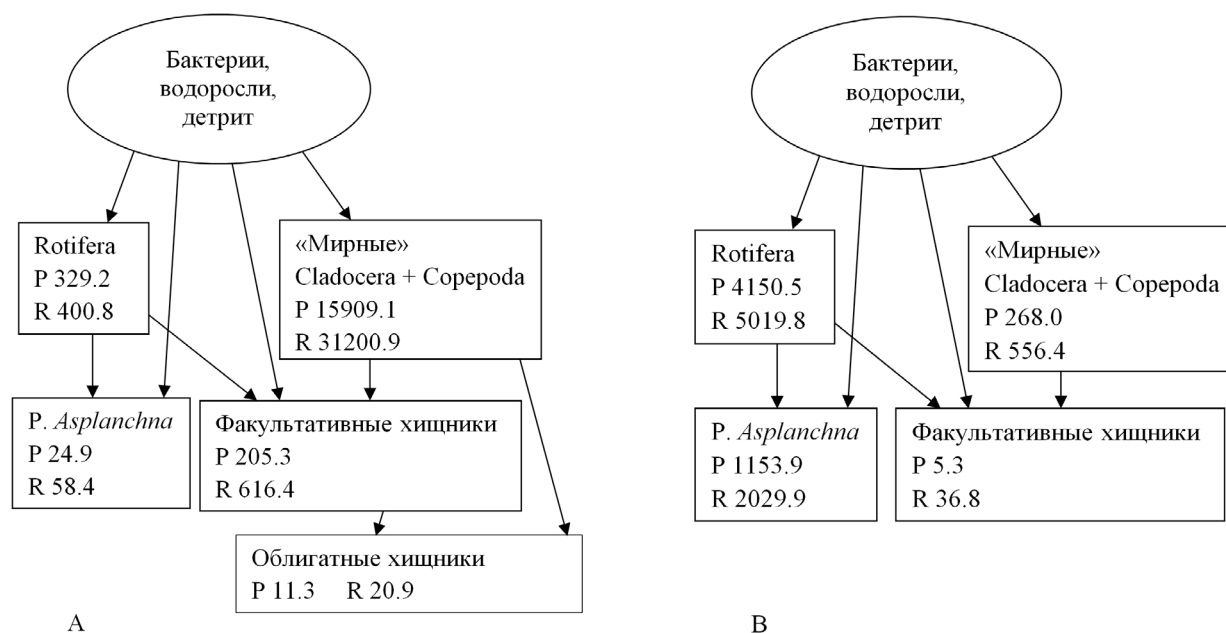 Бактерии,
водоросли,
детрит
Rotifera
P 329.2
R 400.8
«Мирные»
Cladocera + Copepoda
P 15909.1
R 31200.9
P. Asplanchna
P 24.9
R 58.4
Факультативные хищники
P 205.3
R 616.4
Облигатные хищники
P 11.3 R 20.9
A
Бактерии,
водоросли,
детрит
Rotifera
P 4150.5
R 5019.8
«Мирные»
Cladocera + Copepoda
P 268.0
R 556.4
P. Asplanchna
P 1153.9
R 2029.9
Факультативные хищники
P 5.3
R 36.8
B